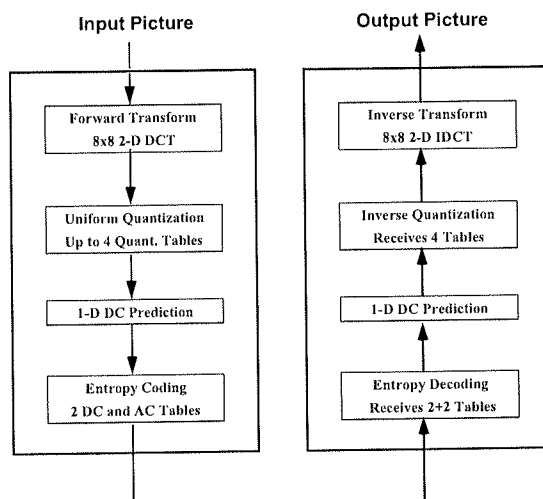 Input Picture
Forward Transform
8x8 2-D DCT
Uniform Quantization
Up to 4 Quant. Tables
1-D DC Prediction
Entropy Coding
2 DC and AC Tables
Output Picture
Inverse Transform
8x8 2-D IDCT
Inverse Quantization
Receives 4 Tables
1-D DC Prediction
Entropy Decoding
Receives 2+2 Tables